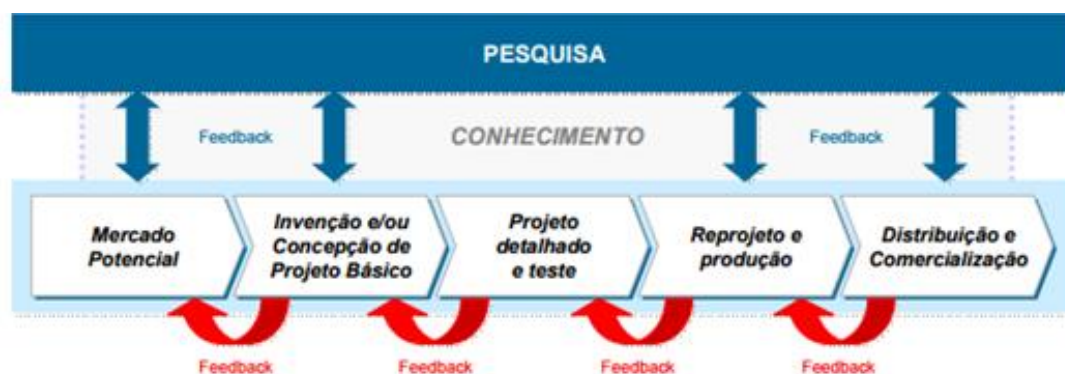 PESQUISA
Feedback
CONHECIMENTO
Feedback
Mercado
Potencial
Invenção e/ou
Concepção de
Projeto Básico
Projeto
detalhado
e teste
Reprojeto e
produção
Distribuição e
Comercialização
Feedback
Feedback
Feedback
Feedback